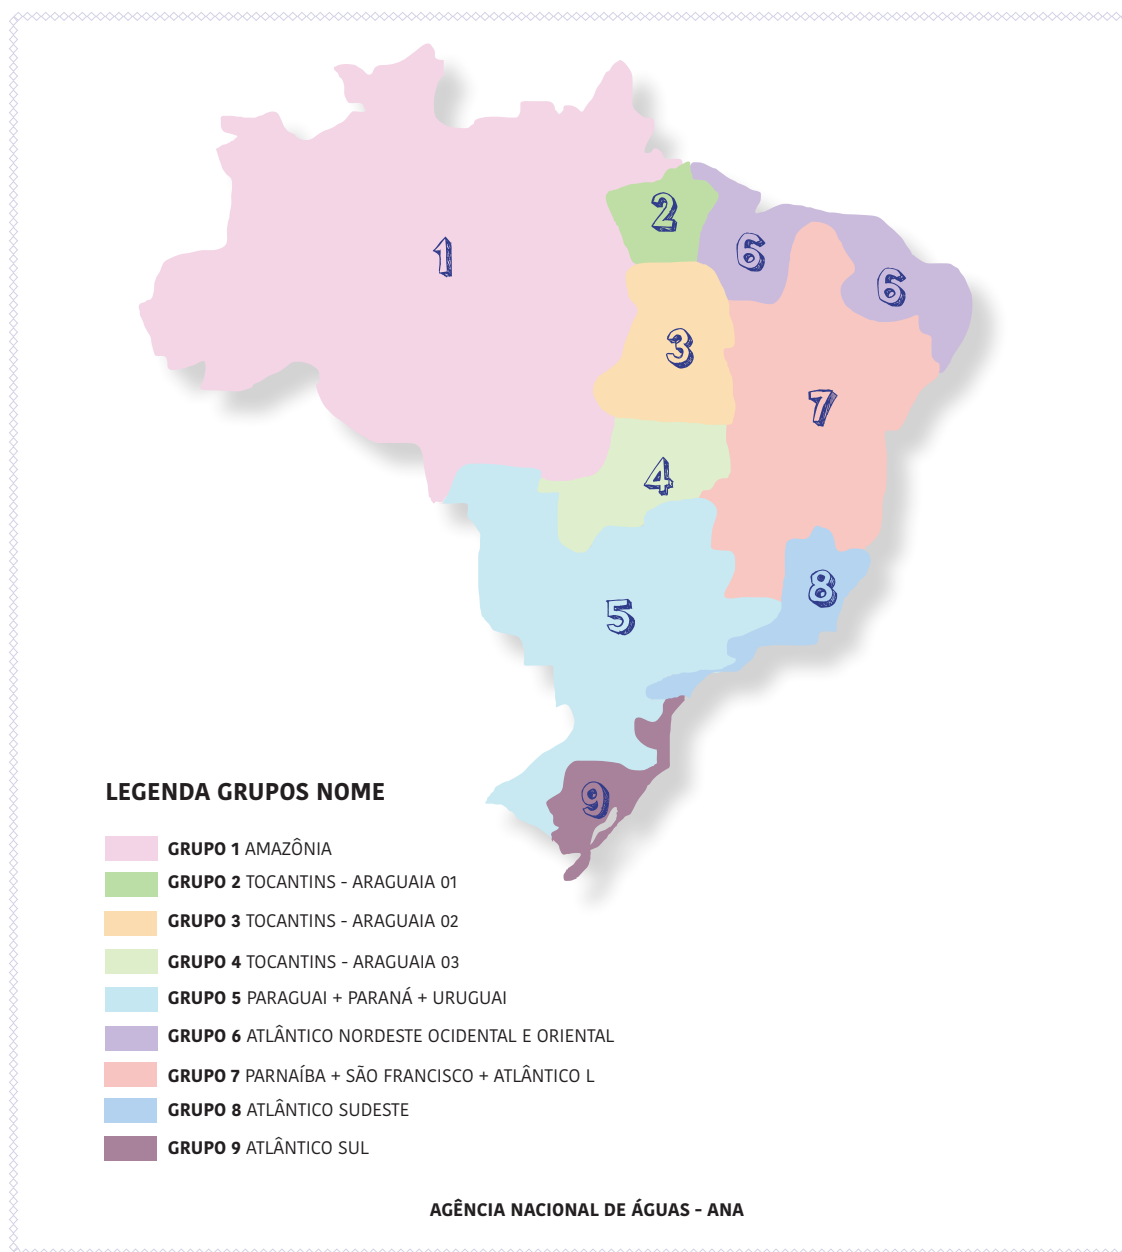 1
2
6
6
3
7
4
8
5
9
LEGENDA GRUPOS NOME
GRUPO 1 AMAZÔNIA
GRUPO 2 TOCANTINS - ARAGUAIA 01
GRUPO 3 TOCANTINS - ARAGUAIA 02
GRUPO 4 TOCANTINS - ARAGUAIA 03
GRUPO 5 PARAGUAI + PARANÁ + URUGUAI
GRUPO 6 ATLÂNTICO NORDESTE OCIDENTAL E ORIENTAL
GRUPO 7 PARNAÍBA + SÃO FRANCISCO + ATLÂNTICO L
GRUPO 8 ATLÂNTICO SUDESTE
GRUPO 9 ATLÂNTICO SUL
AGÊNCIA NACIONAL DE ÁGUAS - ANA